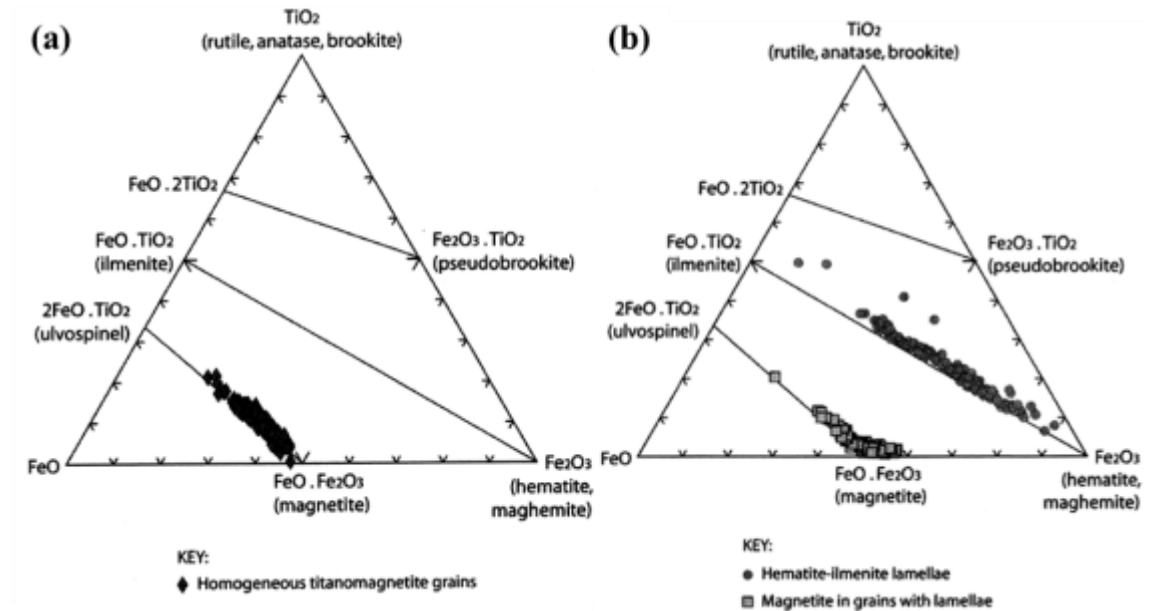 (a)
TiO₂
(rutile, anatase, brookite)
FeO . 2TiO₂
FeO . TiO₂
(ilmenite)
Fe₂O₃ . TiO₂
(pseudobrookite)
2FeO . TiO₂
(ulvospinel)
FeO
FeO . Fe₂O₃
(magnetite)
Fe₂O₃
(hematite,
maghemite)
KEY:
Homogeneous titanomagnetite grains
(b)
TiO₂
(rutile, anatase, brookite)
FeO . 2TiO₂
FeO . TiO₂
(ilmenite)
Fe₂O₃ . TiO₂
(pseudobrookite)
2FeO . TiO₂
(ulvospinel)
FeO
FeO . Fe₂O₃
(magnetite)
Fe₂O₃
(hematite,
maghemite)
KEY:
Hematite-ilmenite lamellae
Magnetite in grains with lamellae